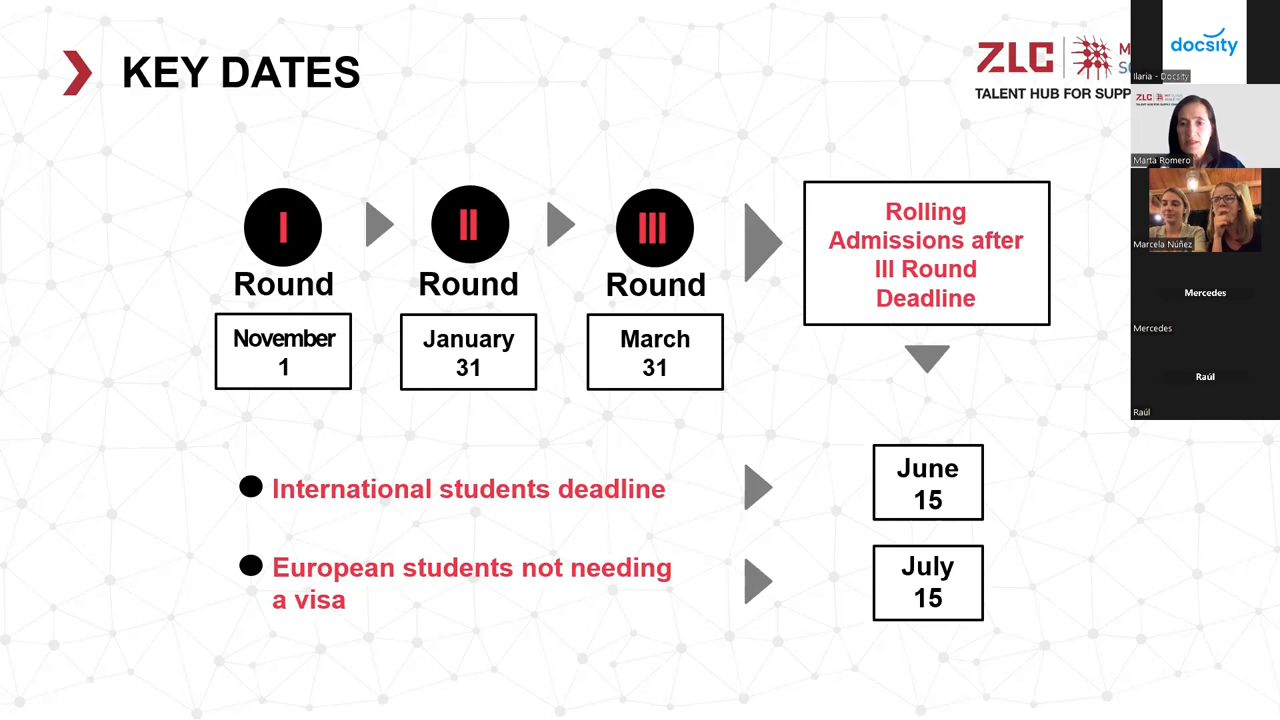 KEY DATES
ZLC
TALENT HUB FOR SUPP
I
II
III
Round
Round
Round
November
1
January
31
March
31
Rolling
Admissions after
III Round
Deadline
International students deadline
June
15
European students not needing
a visa
July
15
docsity
Ilaria - Docsity
ZLC
Marta Romero
Marcela Núñez
Mercedes
Mercedes
Raúl
Raúl